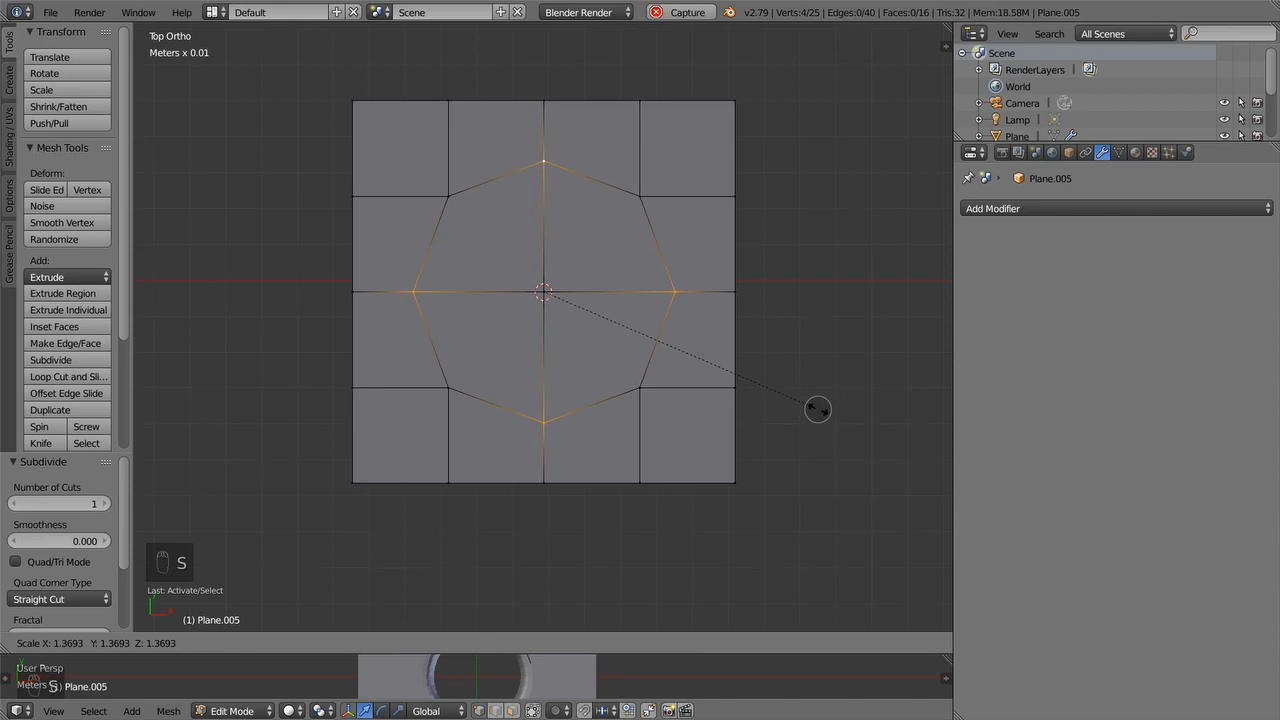 File Render Window Help Default Scene Blender Render Capture v2.79 | Verts:4/25 | Edges:0/40 | Faces:0/16 | Tris:32 | Mem:18.58M | Plane.005
Tools
Create
Shading / UVs
Options
Grease Pencil
Transform
Translate
Rotate
Scale
Shrink/Fatten
Push/Pull
Mesh Tools
Deform:
Slide Ed Vertex
Noise
Smooth Vertex
Randomize
Add:
Extrude
Extrude Region
Extrude Individual
Inset Faces
Make Edge/Face
Subdivide
Loop Cut and Sli...
Offset Edge Slide
Duplicate
Spin Screw
Knife Select
Subdivide
Number of Cuts
1
Smoothness
0.000
Quad/Tri Mode
Quad Corner Type
Straight Cut
Fractal
Top Ortho
Meters x 0.01
S
Last: Activate/Select
(1) Plane.005
Scale X: 1.3693 Y: 1.3693 Z: 1.3693
User Persp
Meters
S
) Plane.005
View Select Add Mesh Edit Mode Global
View Search All Scenes
Scene
RenderLayers
World
Camera
Lamp
Plane
Plane.005
Add Modifier